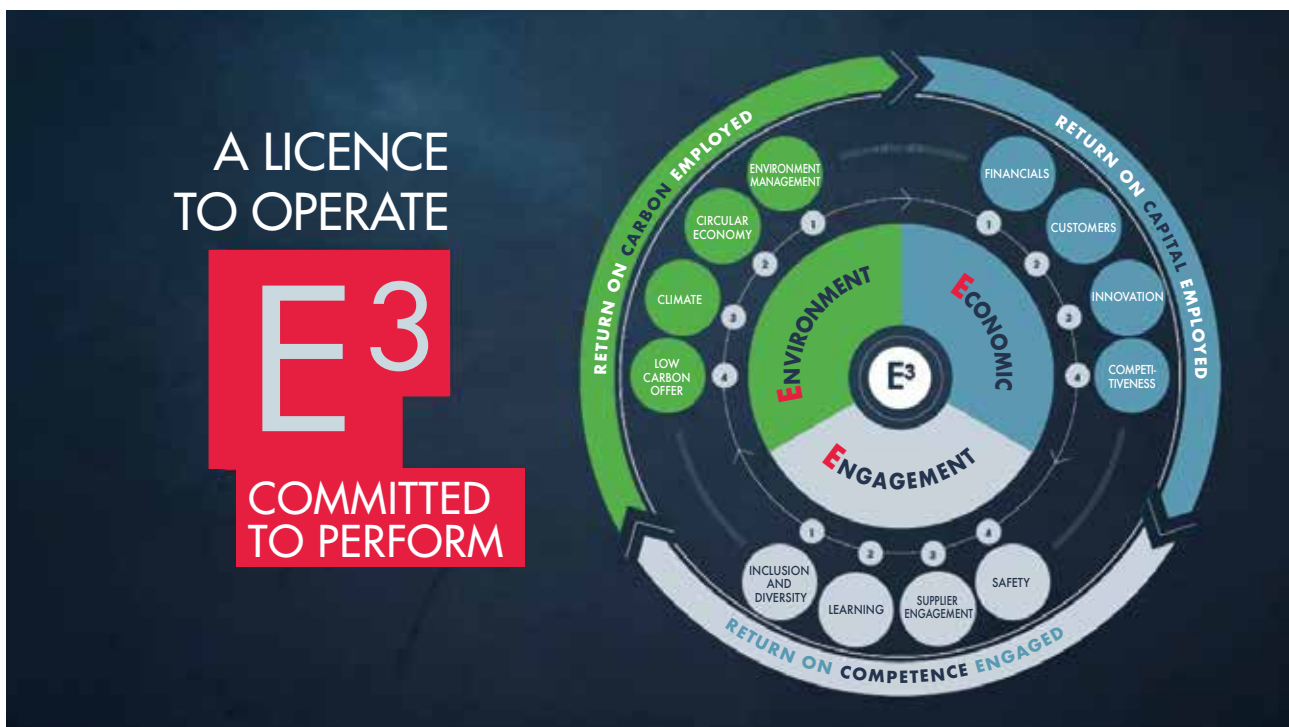 A LICENCE
TO OPERATE
E³
COMMITTED
TO PERFORM
RETURN ON CARBON EMPLOYED
RETURN ON CAPITAL EMPLOYED
RETURN ON COMPETENCE ENGAGED
ENVIRONMENT
MANAGEMENT
1
CIRCULAR
ECONOMY
2
CLIMATE
3
LOW
CARBON
OFFER
4
FINANCIALS
1
CUSTOMERS
2
INNOVATION
3
COMPETI-
TIVENESS
4
ENVIRONMENT
ECONOMIC
E³
ENGAGEMENT
1
2
3
4
INCLUSION
AND
DIVERSITY
LEARNING
SUPPLIER
ENGAGEMENT
SAFETY